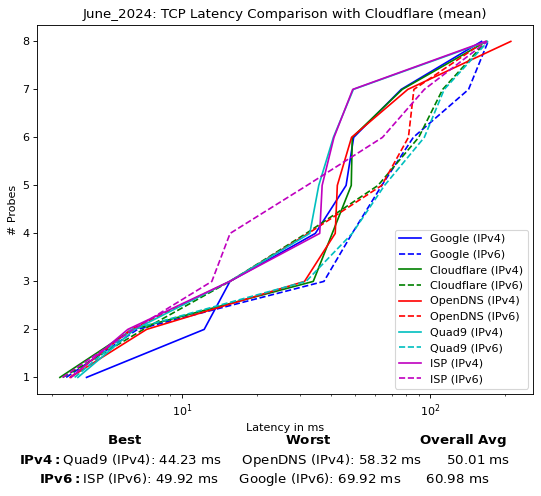 June_2024: TCP Latency Comparison with Cloudflare (mean)
8
7
6
5
4
3
2
1
# Probes
Google (IPv4)
Google (IPv6)
Cloudflare (IPv4)
Cloudflare (IPv6)
OpenDNS (IPv4)
OpenDNS (IPv6)
Quad9 (IPv4)
Quad9 (IPv6)
ISP (IPv4)
ISP (IPv6)
10¹ 10²
Latency in ms
Best Worst Overall Avg
IPv4: Quad9 (IPv4): 44.23 ms OpenDNS (IPv4): 58.32 ms 50.01 ms
IPv6: ISP (IPv6): 49.92 ms Google (IPv6): 69.92 ms 60.98 ms